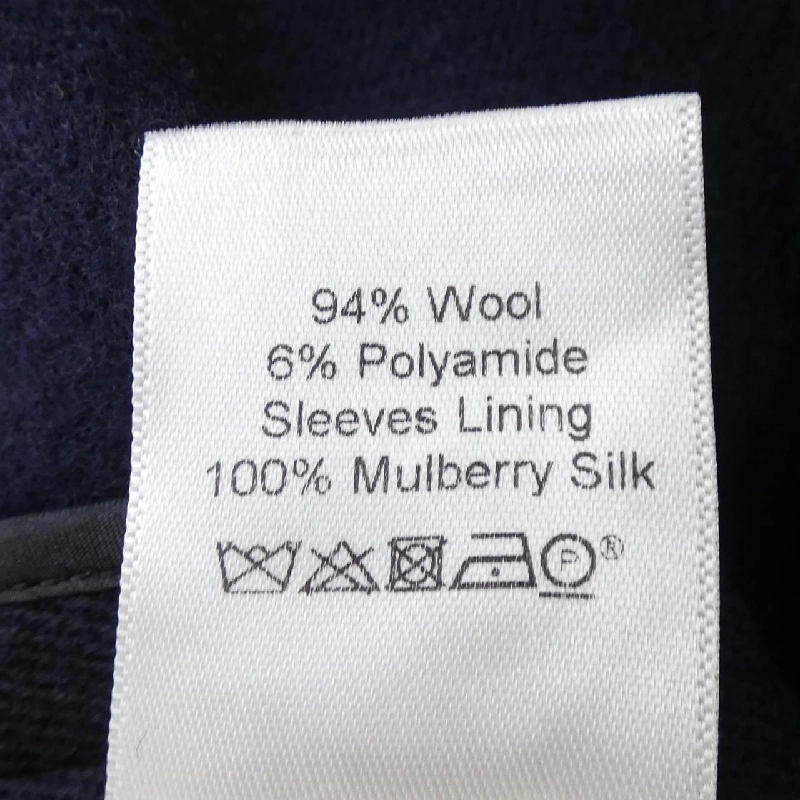 94% Wool
6% Polyamide
Sleeves Lining
100% Mulberry Silk
P ®